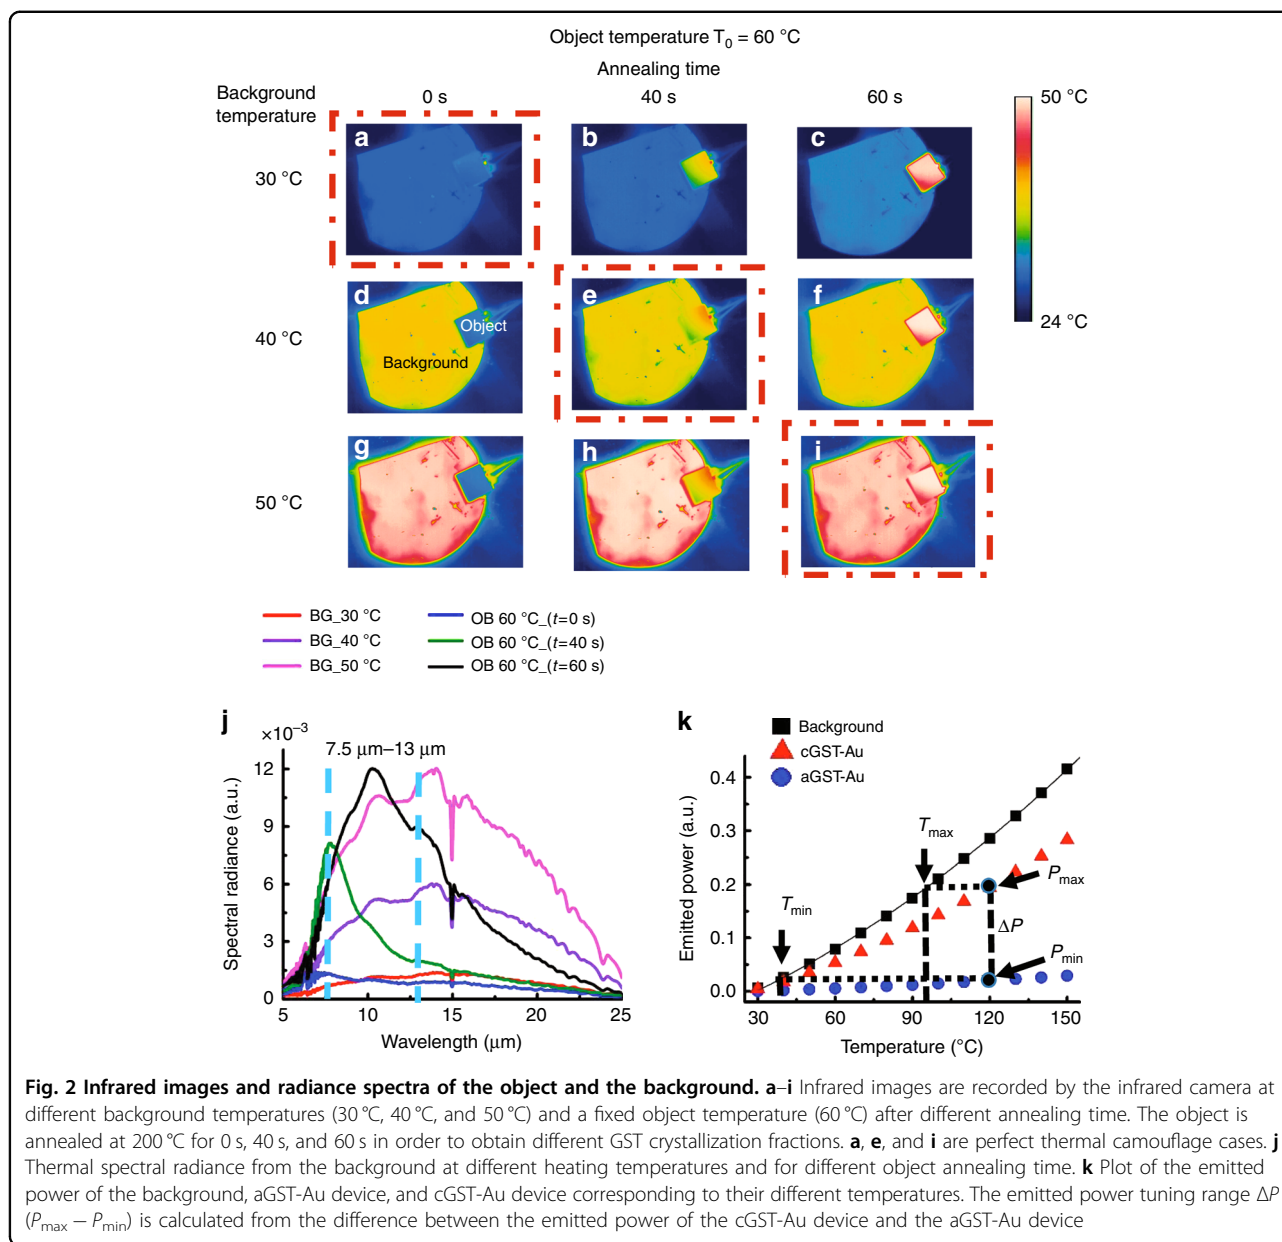 Object temperature T0 = 60 °C
Annealing time
Background temperature
0 s
40 s
60 s
50 °C
24 °C
30 °C
a
b
c
40 °C
d
Object
Background
e
f
50 °C
g
h
i
BG_30 °C
OB 60 °C_(t=0 s)
BG_40 °C
OB 60 °C_(t=40 s)
BG_50 °C
OB 60 °C_(t=60 s)
j
×10−3
7.5 μm–13 μm
12
9
6
3
0
Spectral radiance (a.u.)
5
10
15
20
25
Wavelength (μm)
k
Background
cGST-Au
aGST-Au
0.4
0.3
0.2
0.1
0.0
Emitted power (a.u.)
Tmax
Tmin
Pmax
ΔP
Pmin
30
60
90
120
150
Temperature (°C)
Fig. 2 Infrared images and radiance spectra of the object and the background. a–i Infrared images are recorded by the infrared camera at
different background temperatures (30 °C, 40 °C, and 50 °C) and a fixed object temperature (60 °C) after different annealing time. The object is
annealed at 200 °C for 0 s, 40 s, and 60 s in order to obtain different GST crystallization fractions. a, e, and i are perfect thermal camouflage cases. j
Thermal spectral radiance from the background at different heating temperatures and for different object annealing time. k Plot of the emitted
power of the background, aGST-Au device, and cGST-Au device corresponding to their different temperatures. The emitted power tuning range ΔP
(Pmax − Pmin) is calculated from the difference between the emitted power of the cGST-Au device and the aGST-Au device